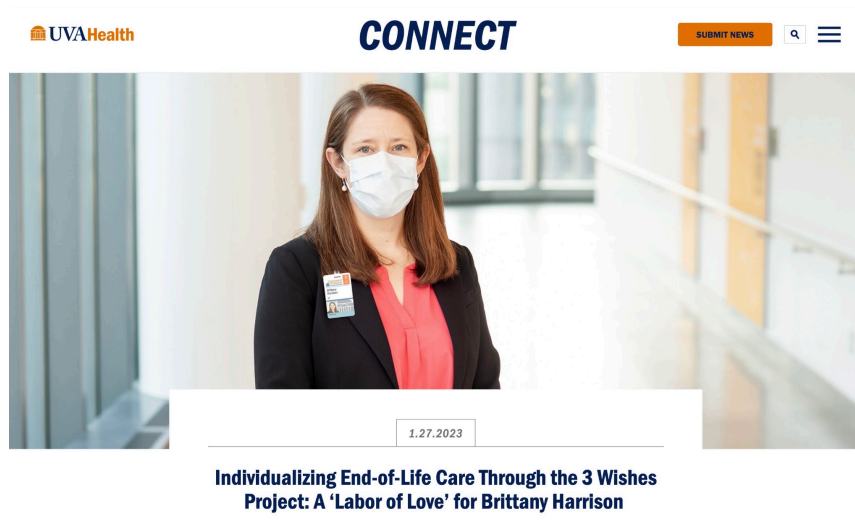 UVAHealth
CONNECT
SUBMIT NEWS
1.27.2023
Individualizing End-of-Life Care Through the 3 Wishes
Project: A ‘Labor of Love’ for Brittany Harrison